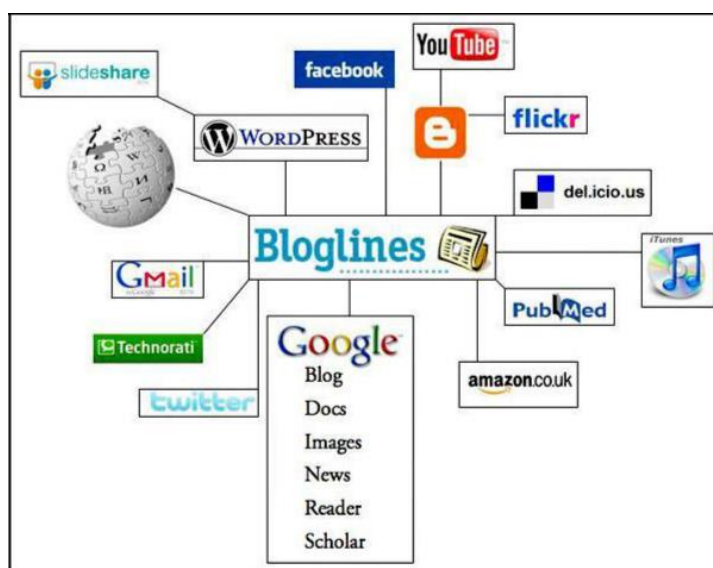 YouTube
slideshare
facebook
WORDPRESS
flickr
del.icio.us
Bloglines
iTunes
GMail
PubMed
Technorati
Google
amazon.co.uk
twitter
Blog
Docs
Images
News
Reader
Scholar